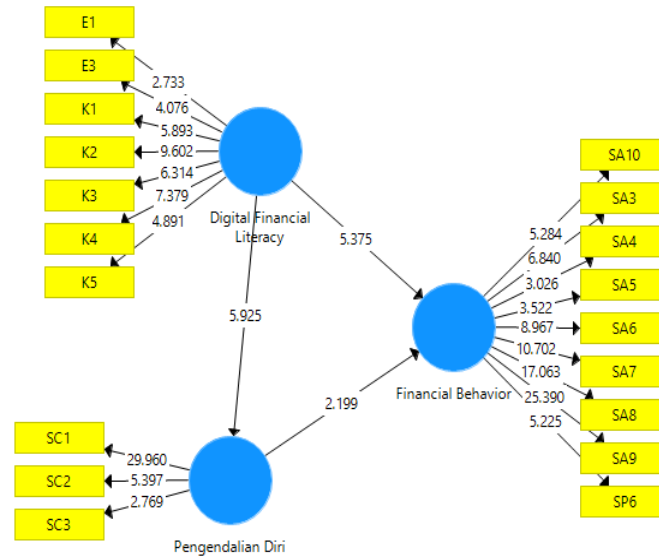 E1
E3
K1
K2
K3
K4
K5
2.733
4.076
5.893
9.602
6.314
7.379
4.891
Digital Financial
Literacy
5.375
5.925
2.199
SA10
SA3
SA4
SA5
SA6
SA7
SA8
SA9
SP6
5.284
6.840
3.026
3.522
8.967
10.702
17.063
25.390
5.225
Financial Behavior
SC1
SC2
SC3
29.960
5.397
2.769
Pengendalian Diri